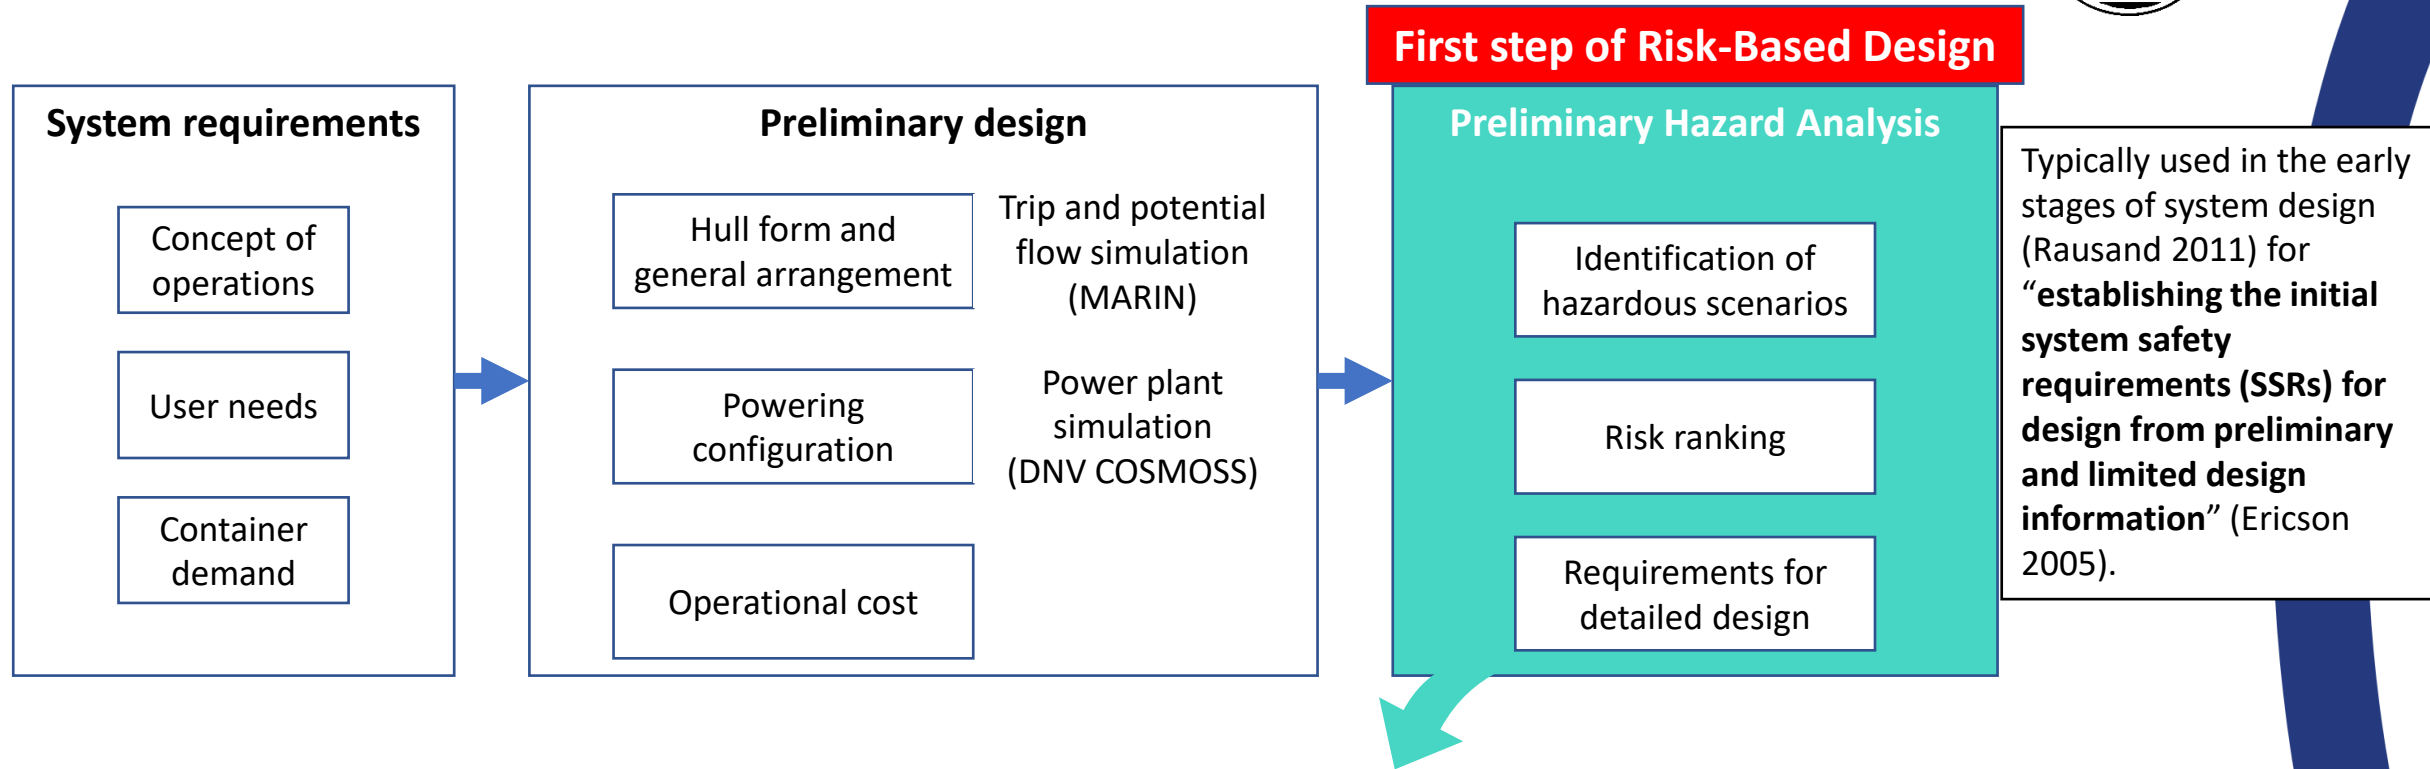 First step of Risk-Based Design
System requirements
Concept of
operations
User needs
Container
demand
Preliminary design
Hull form and
general arrangement
Trip and potential
flow simulation
(MARIN)
Powering
configuration
Power plant
simulation
(DNV COSMOSS)
Operational cost
Preliminary Hazard Analysis
Identification of
hazardous scenarios
Risk ranking
Requirements for
detailed design
Typically used in the early
stages of system design
(Rausand 2011) for
“establishing the initial
system safety
requirements (SSRs) for
design from preliminary
and limited design
information” (Ericson
2005).